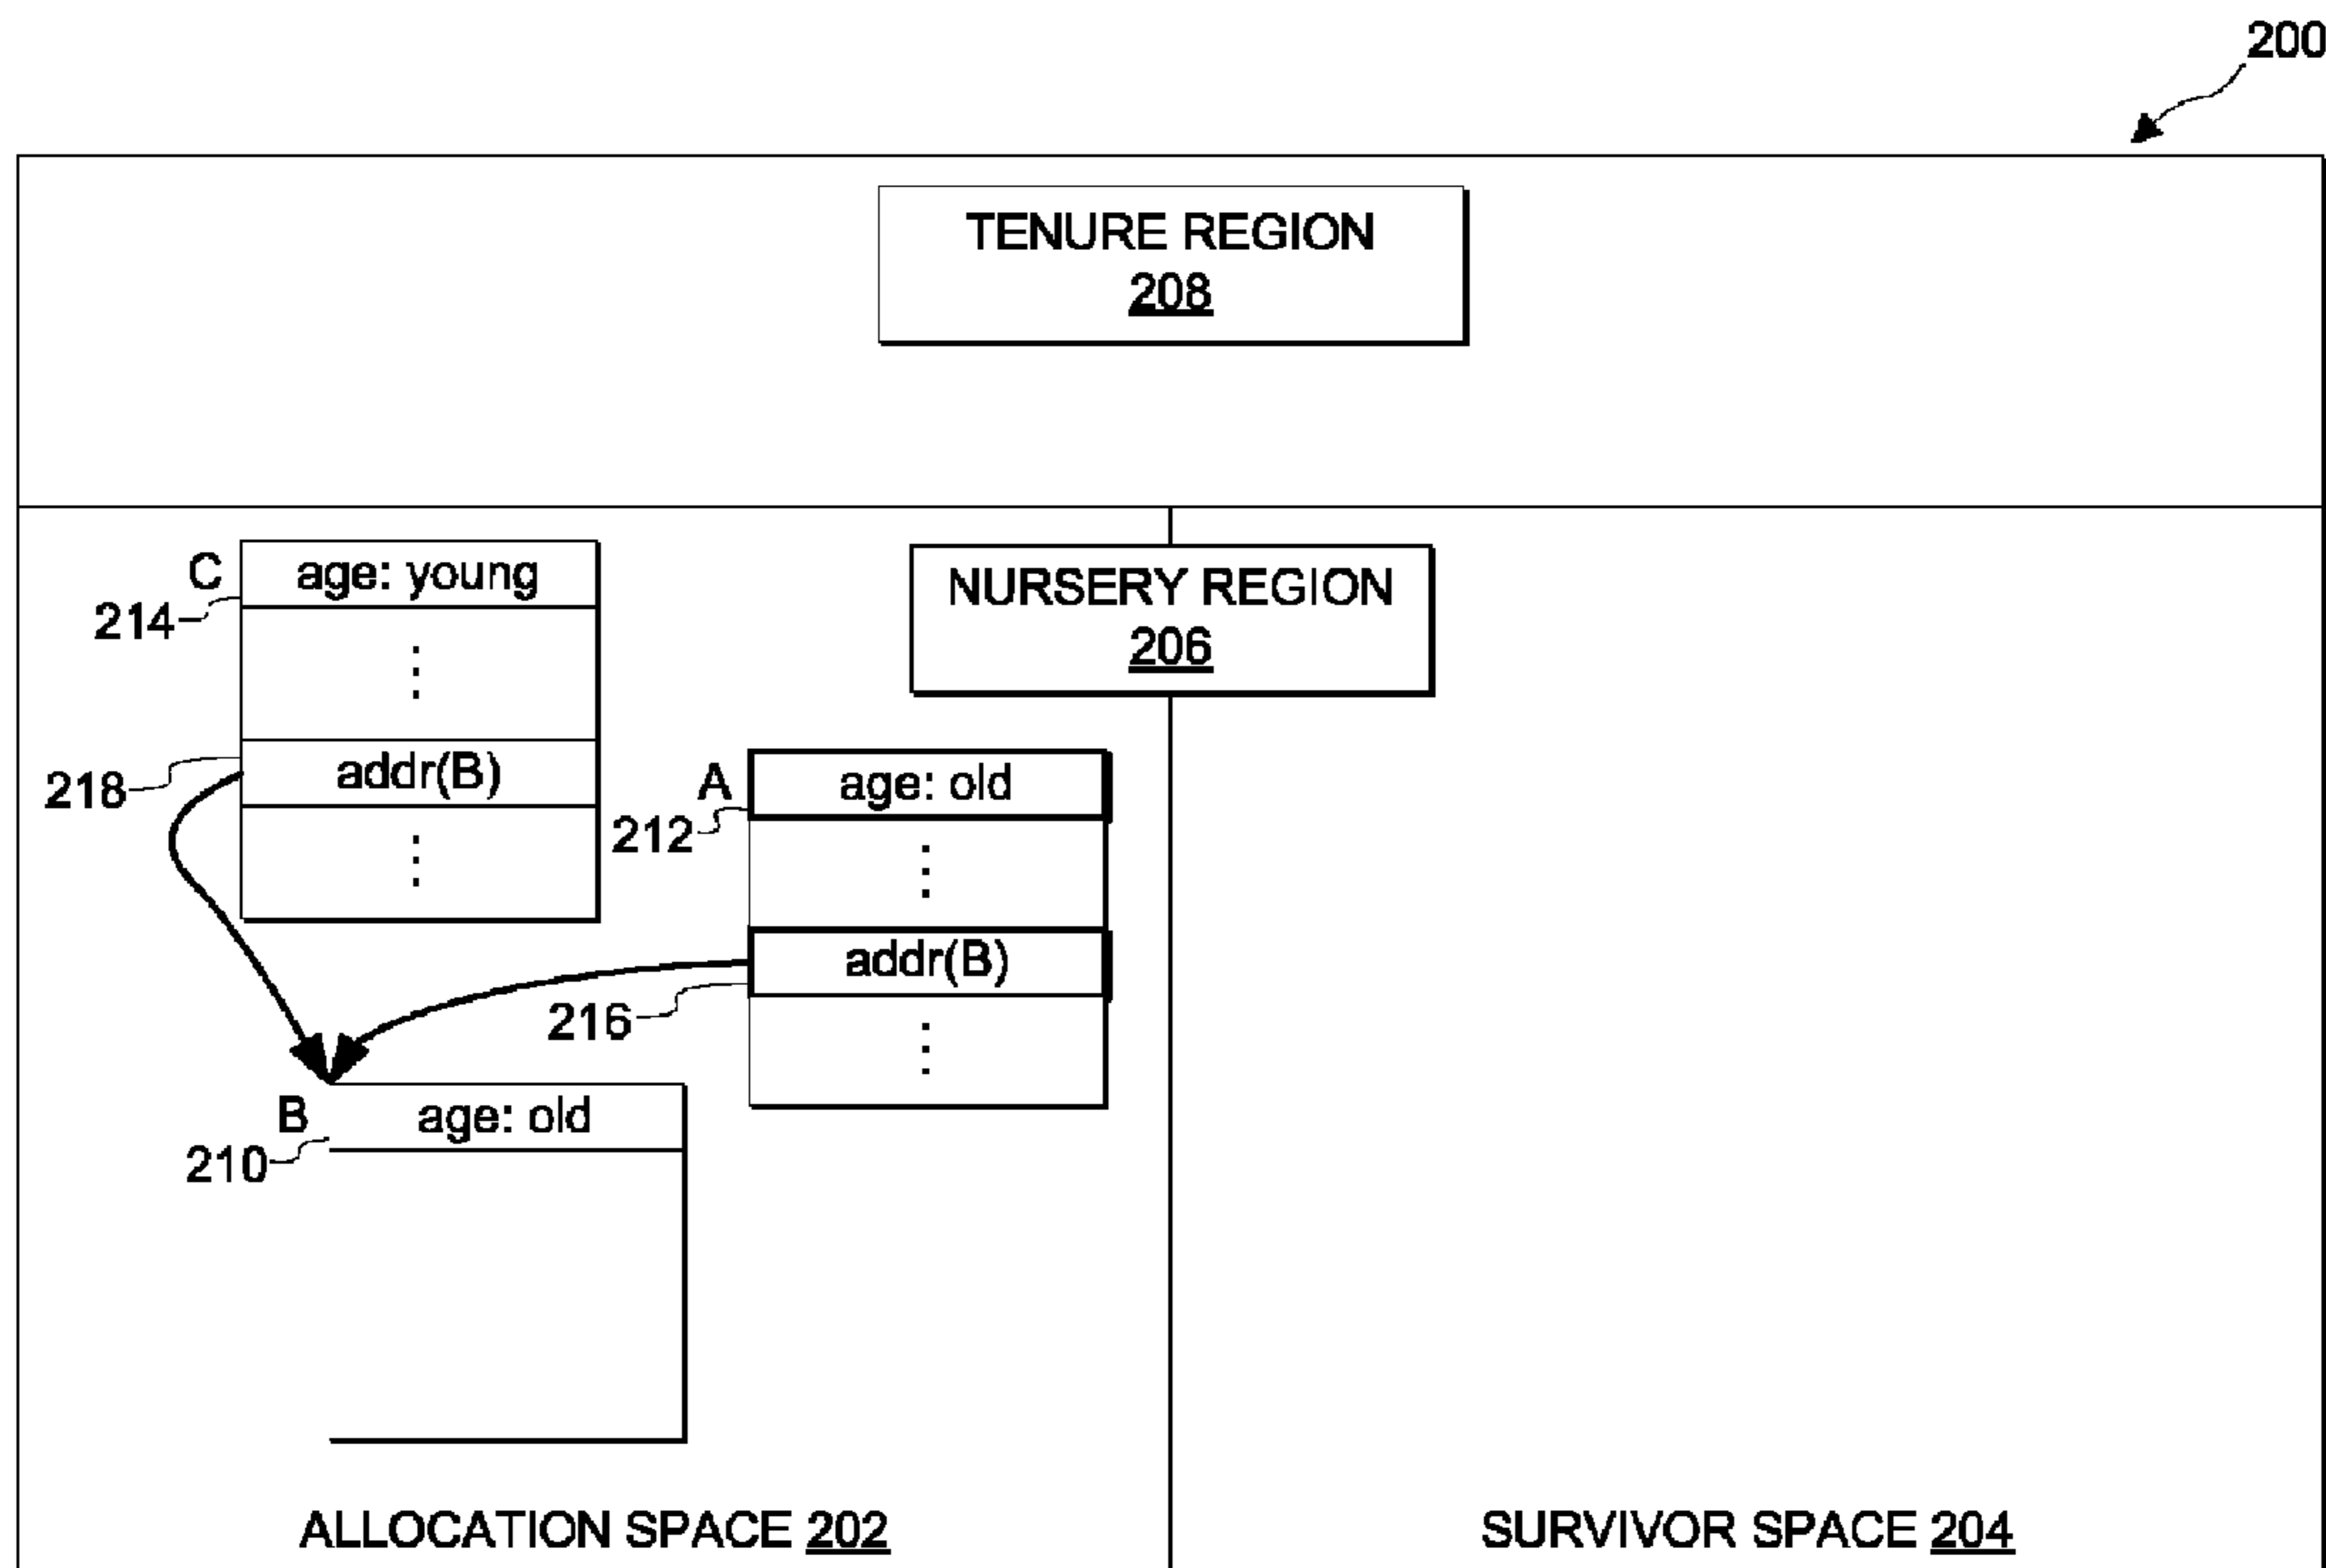 200
TENURE REGION
208
C
age: young
214
NURSERY REGION
206
⋮
218
addr(B)
A
age: old
212
⋮
⋮
addr(B)
216
⋮
B
age: old
210
ALLOCATION SPACE 202
SURVIVOR SPACE 204